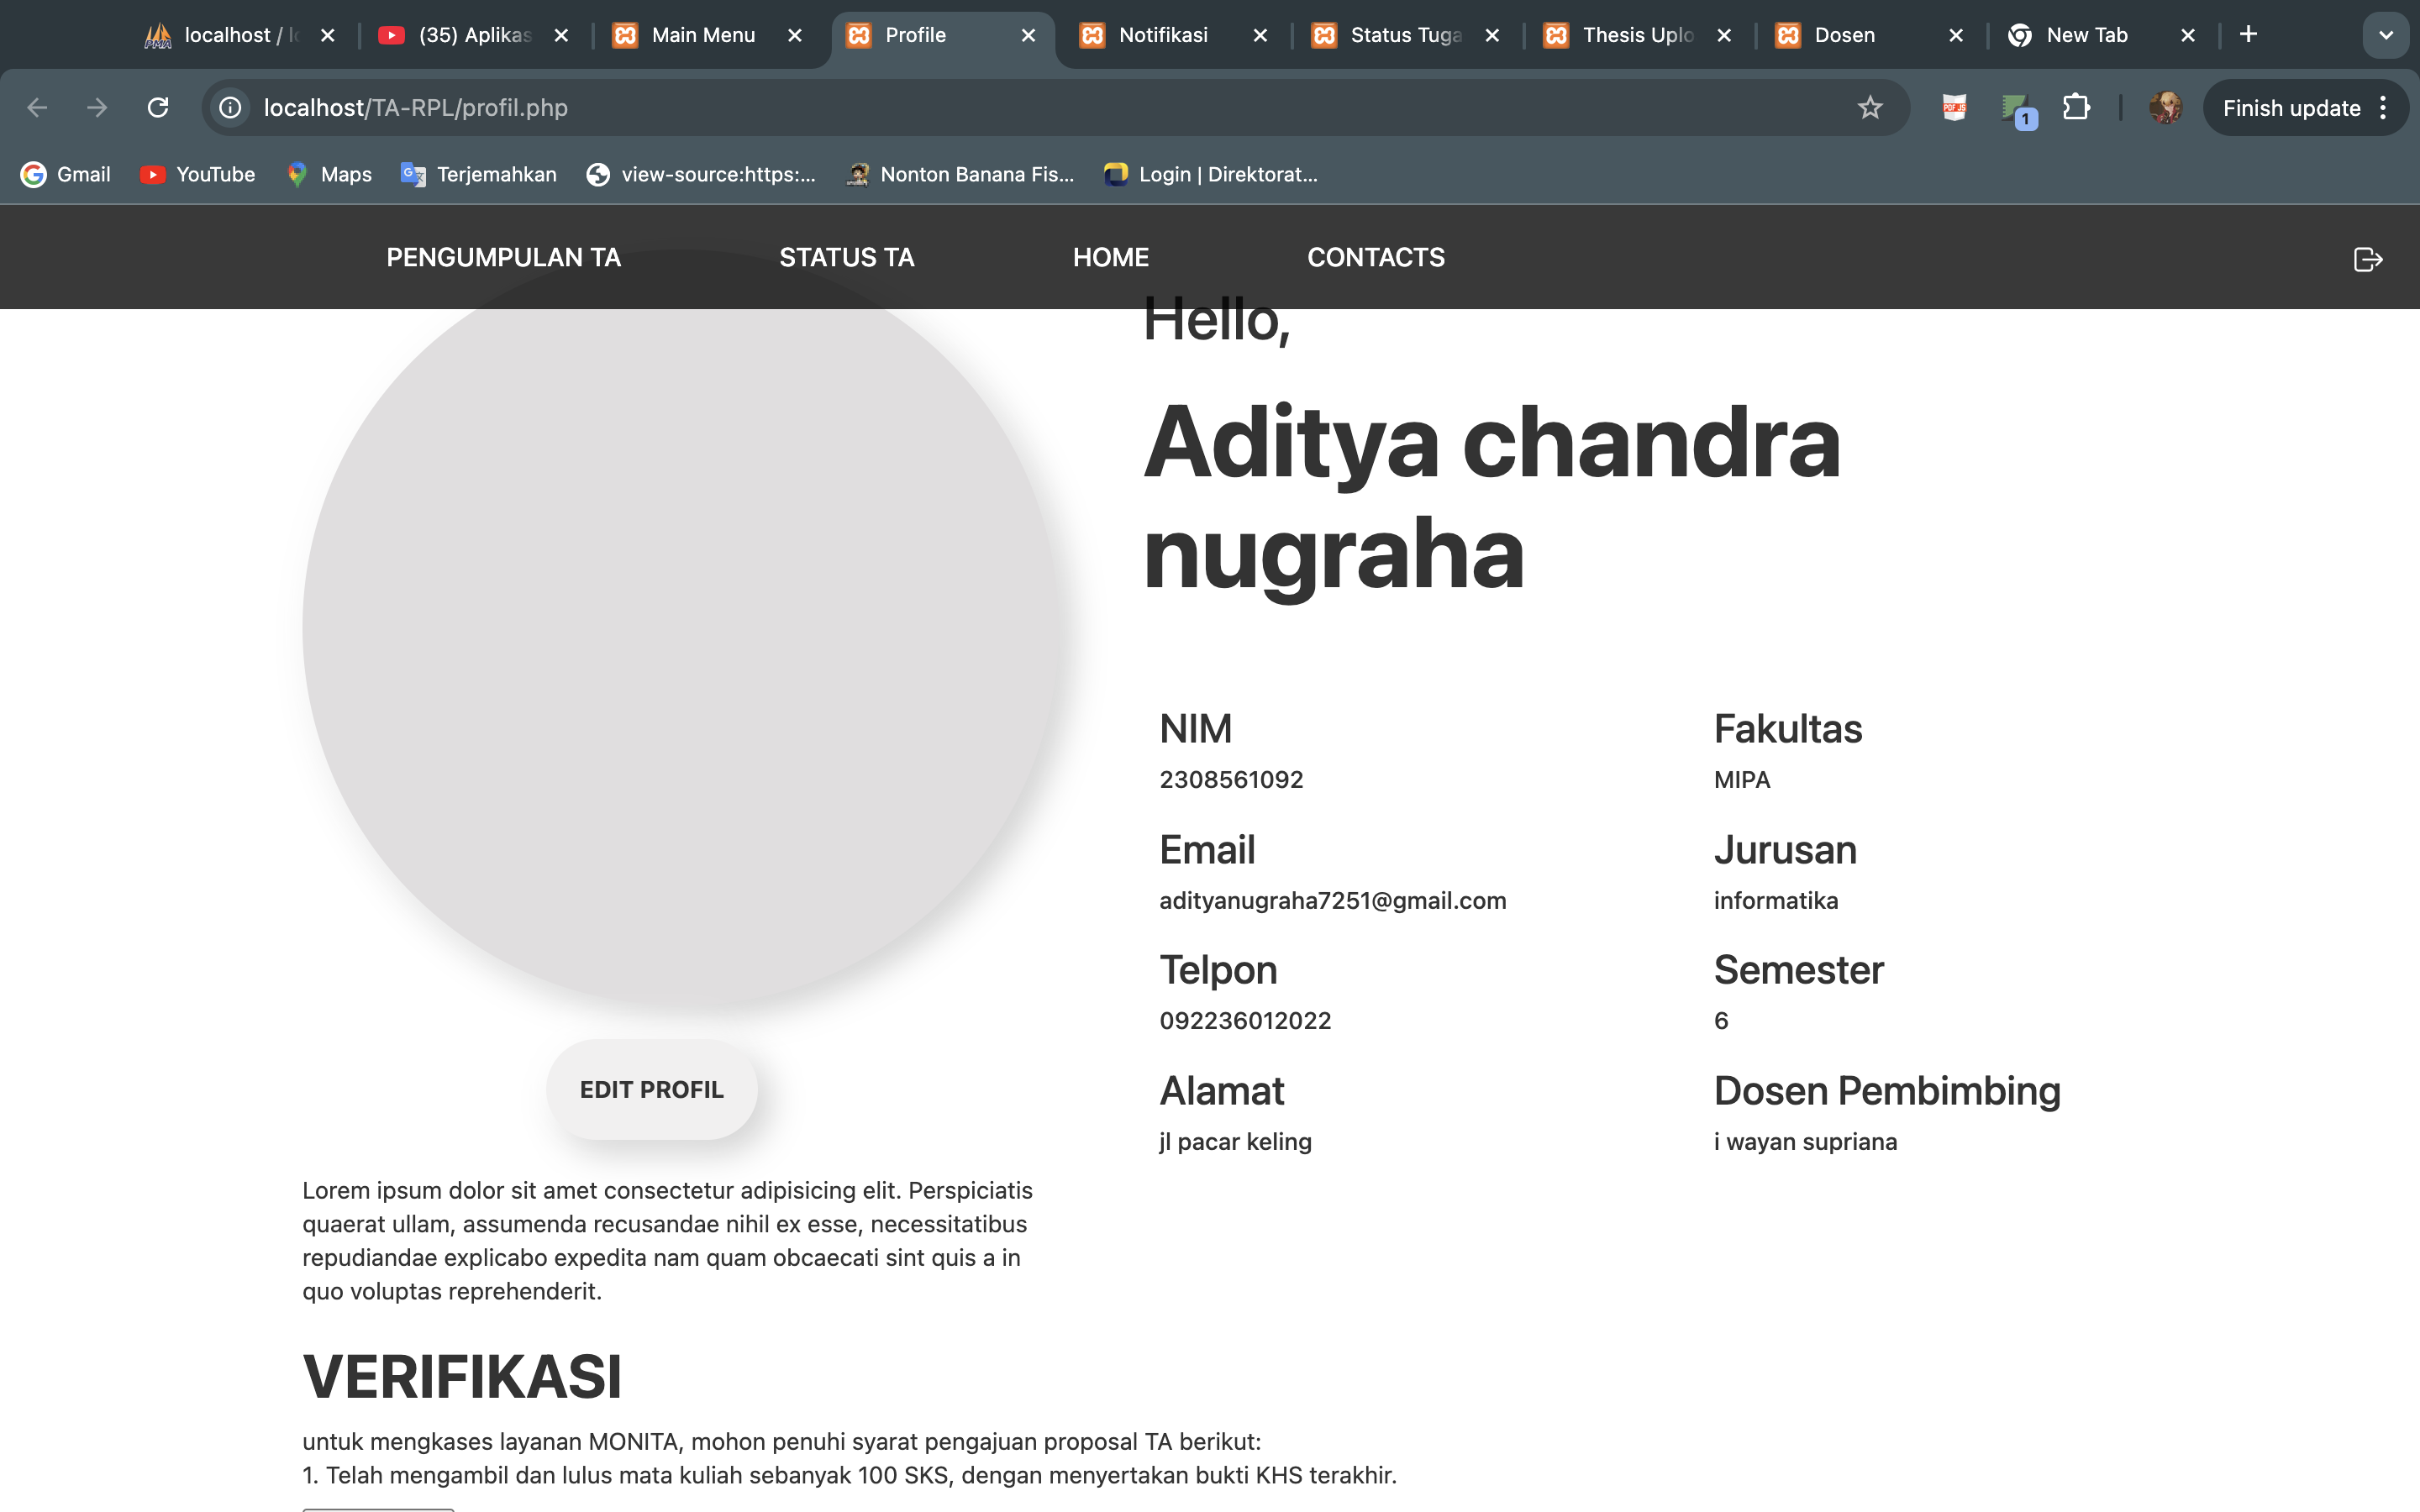 localhost / lo
(35) Aplikas
Main Menu
Profile
Notifikasi
Status Tuga
Thesis Uplo
Dosen
New Tab
localhost/TA-RPL/profil.php
PDF JS
1
Finish update
Gmail
YouTube
Maps
Terjemahkan
view-source:https:...
Nonton Banana Fis...
Login | Direktorat...
PENGUMPULAN TA
STATUS TA
HOME
CONTACTS
Hello,
Aditya chandra
nugraha
NIM
2308561092
Email
adityanugraha7251@gmail.com
Telpon
092236012022
Alamat
jl pacar keling
Fakultas
MIPA
Jurusan
informatika
Semester
6
Dosen Pembimbing
i wayan supriana
EDIT PROFIL
Lorem ipsum dolor sit amet consectetur adipisicing elit. Perspiciatis
quaerat ullam, assumenda recusandae nihil ex esse, necessitatibus
repudiandae explicabo expedita nam quam obcaecati sint quis a in
quo voluptas reprehenderit.
VERIFIKASI
untuk mengkases layanan MONITA, mohon penuhi syarat pengajuan proposal TA berikut:
1. Telah mengambil dan lulus mata kuliah sebanyak 100 SKS, dengan menyertakan bukti KHS terakhir.